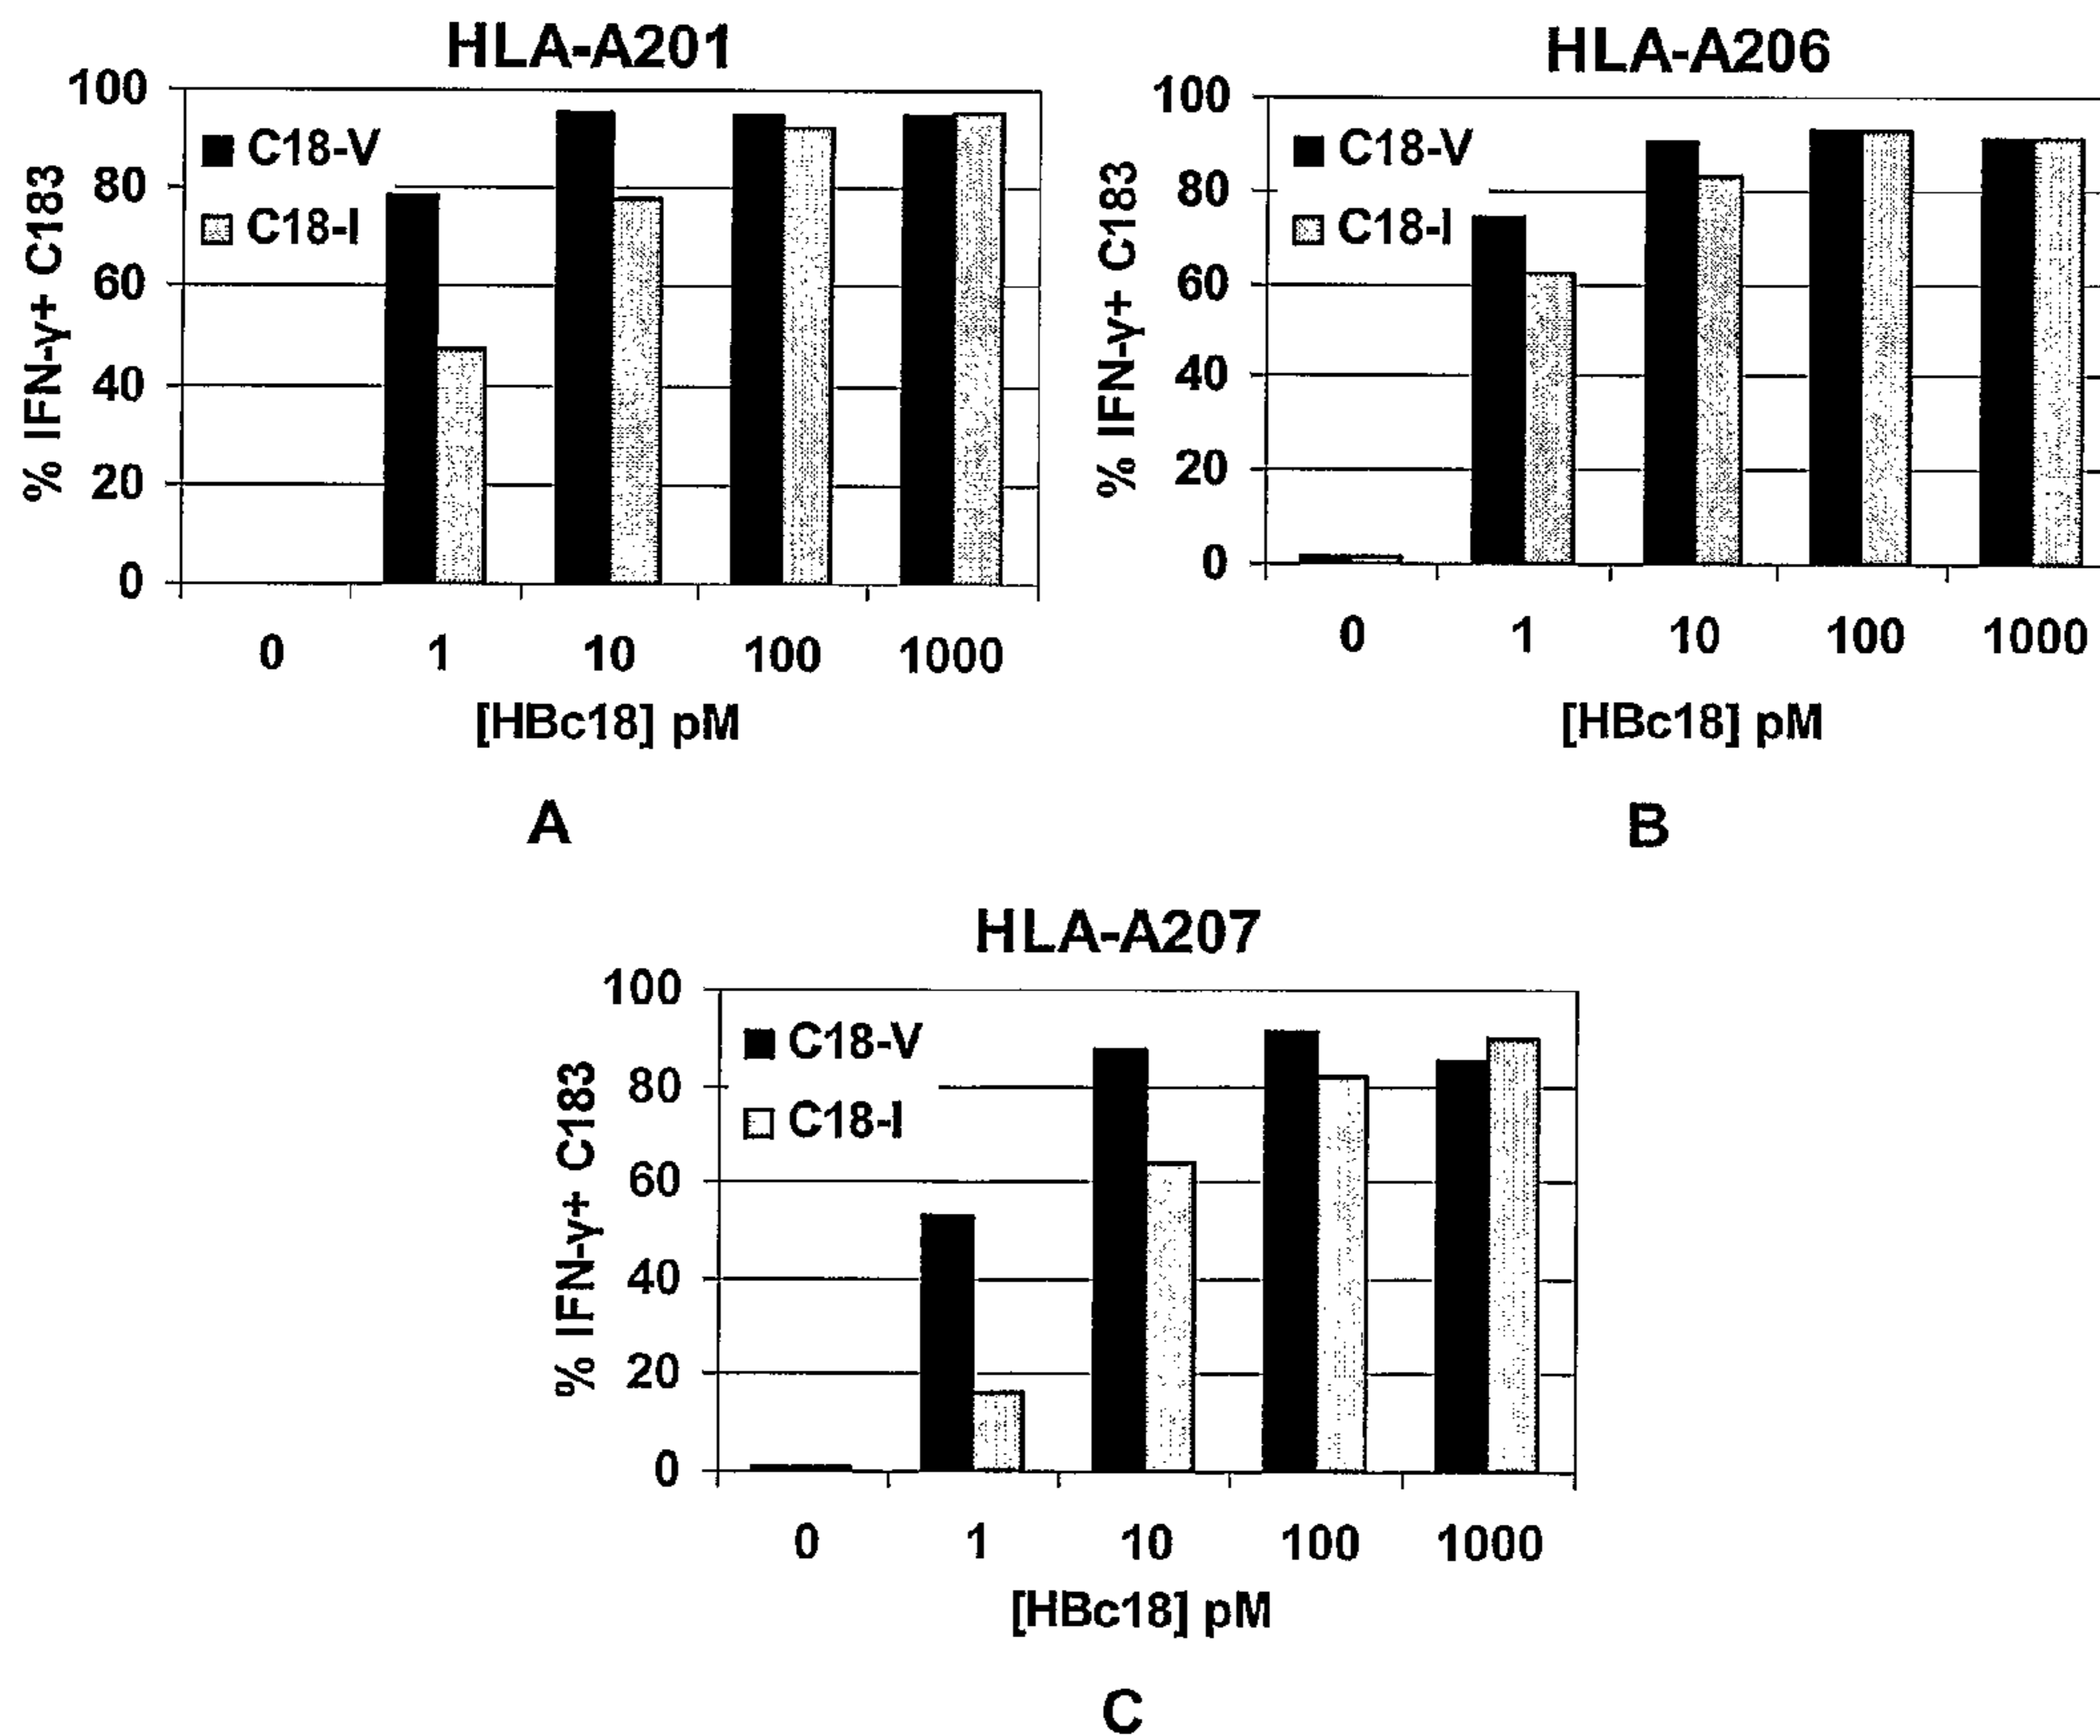 HLA-A201
100
80
60
40
20
0
% IFN-γ+ C183
C18-V
C18-I
0 1 10 100 1000
[HBc18] pM
A
HLA-A206
100
80
60
40
20
0
% IFN-γ+ C183
C18-V
C18-I
0 1 10 100 1000
[HBc18] pM
B
HLA-A207
100
80
60
40
20
0
% IFN-γ+ C183
C18-V
C18-I
0 1 10 100 1000
[HBc18] pM
C